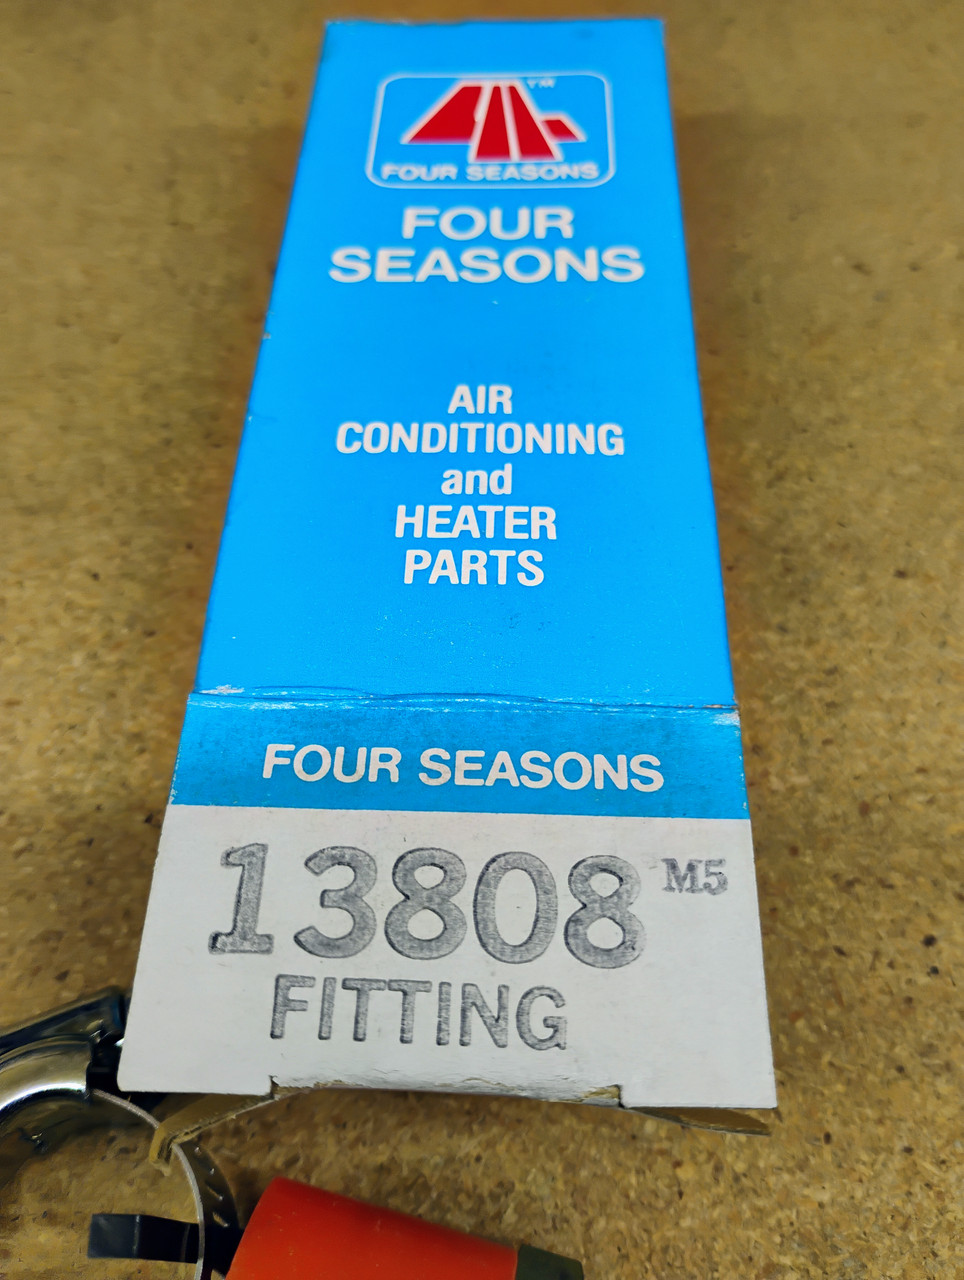 TM
FOUR SEASONS
FOUR
SEASONS
AIR
CONDITIONING
and
HEATER
PARTS
FOUR SEASONS
13808 M5
FITTING